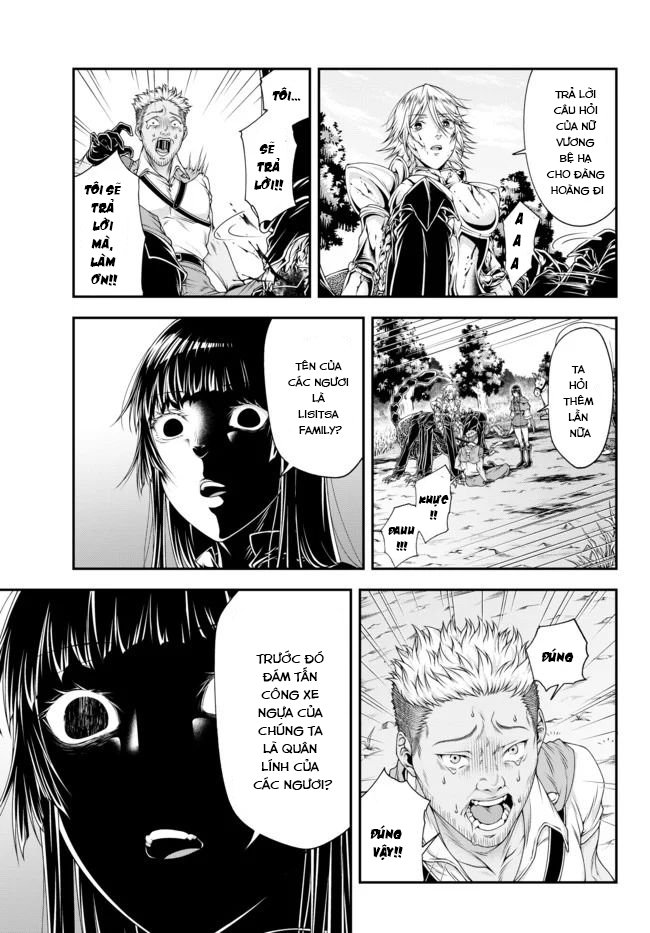 TRẢ LỜI
CÂU HỎI
CỦA NỮ
VƯƠNG
BỆ HẠ
CHO ĐÀNG
HOÀNG ĐI
A
A
A
TÔI...
SẼ
TRẢ
LỜI!!
TÔI SẼ
TRẢ
LỜI
MÀ,
LÀM
ƠN!!
TA
HỎI
THÊM
LẦN
NỮA
KHỰC
!!
ĐAHH
!!!
TÊN CỦA
CÁC NGƯƠI
LÀ
LISITSA
FAMILY?
ĐÚNG
ĐÚNG
VẬY!!
TRƯỚC ĐÓ
ĐÁM TẤN
CÔNG XE
NGỰA CỦA
CHÚNG TA
LÀ QUÂN
LÍNH CỦA
CÁC NGƯƠI?